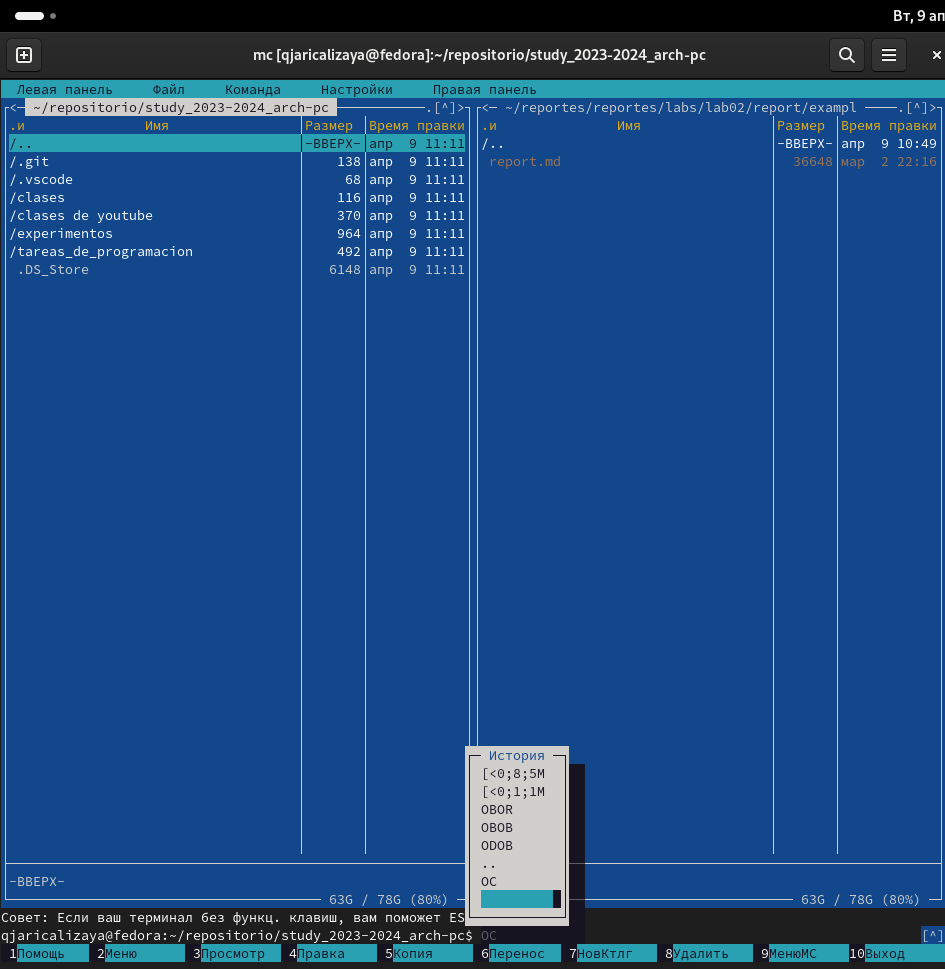 Вт, 9 ап
mc [qjaricalizaya@fedora]:~/repositorio/study_2023-2024_arch-pc
Левая панель Файл Команда Настройки Правая панель
<─ ~/repositorio/study_2023-2024_arch-pc ─.[^]> <─ ~/reportes/reportes/labs/lab02/report/exampl ─.[^]>
.и Имя Размер Время правки .и Имя Размер Время правки
/.. -ВВЕРХ- апр 9 11:11 /.. -ВВЕРХ- апр 9 10:49
/.git 138 апр 9 11:11 report.md 36648 мар 2 22:16
/.vscode 68 апр 9 11:11
/clases 116 апр 9 11:11
/clases de youtube 370 апр 9 11:11
/experimentos 964 апр 9 11:11
/tareas_de_programacion 492 апр 9 11:11
.DS_Store 6148 апр 9 11:11
История
[<0;8;5M
[<0;1;1M
OBOR
OBOB
ODOB
..
OC
-ВВЕРХ-
63G / 78G (80%) 63G / 78G (80%)
Совет: Если ваш терминал без функц. клавиш, вам поможет ES
qjaricalizaya@fedora:~/repositorio/study_2023-2024_arch-pc$ OC [^]
1Помощь 2Меню 3Просмотр 4Правка 5Копия 6Перенос 7НовКтлг 8Удалить 9МенюMC 10Выход